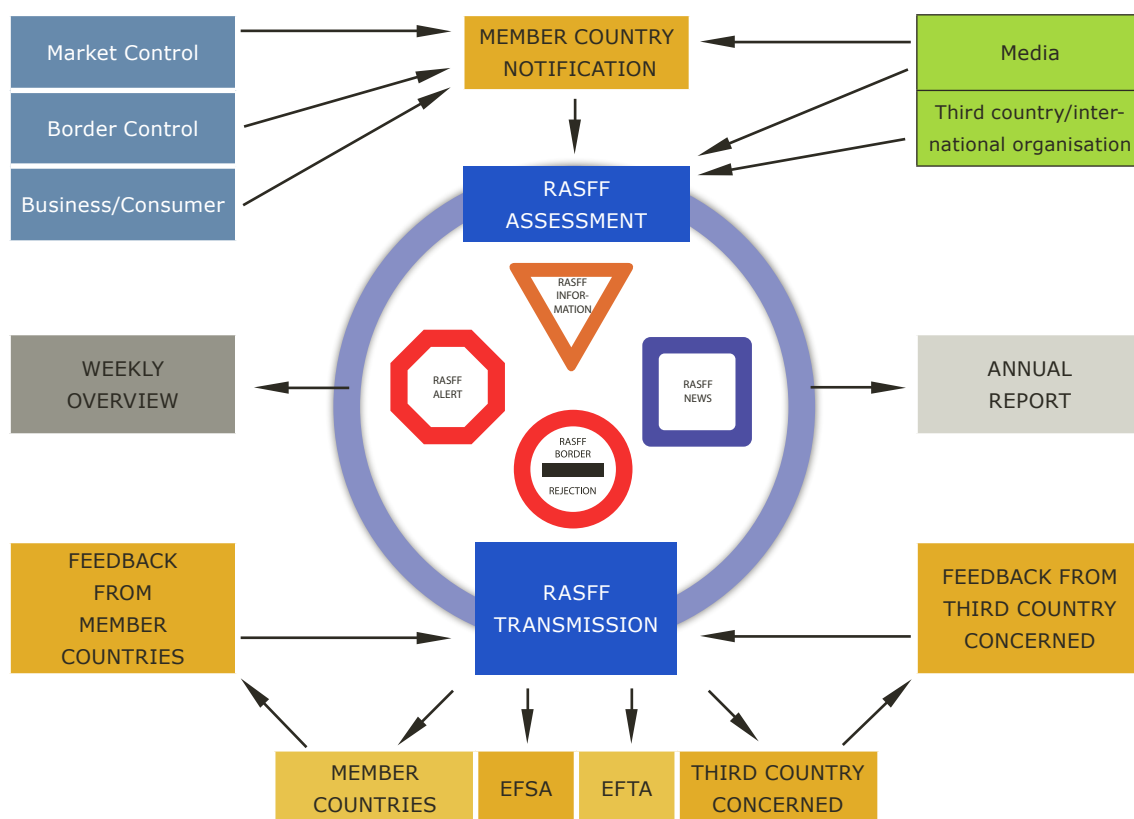 Market Control
Border Control
Business/Consumer
MEMBER COUNTRY
NOTIFICATION
Media
Third country/inter-
national organisation
RASFF
ASSESSMENT
RASFF
INFOR-
MATION
RASFF
ALERT
RASFF
NEWS
RASFF
BORDER
REJECTION
WEEKLY
OVERVIEW
ANNUAL
REPORT
FEEDBACK
FROM
MEMBER
COUNTRIES
RASFF
TRANSMISSION
FEEDBACK FROM
THIRD COUNTRY
CONCERNED
MEMBER
COUNTRIES
EFSA
EFTA
THIRD COUNTRY
CONCERNED